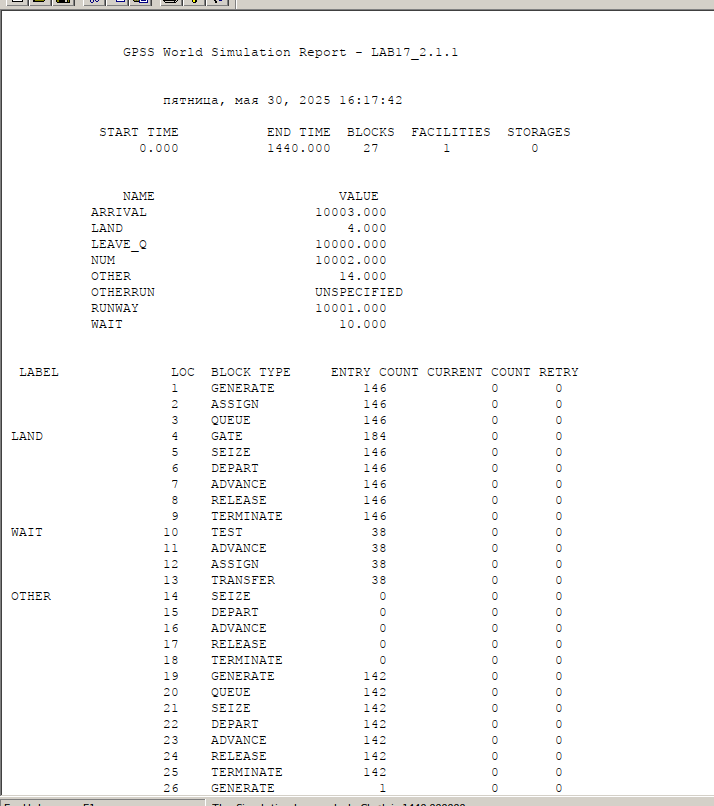 GPSS World Simulation Report - LAB17_2.1.1
пятница, мая 30, 2025 16:17:42
START TIME END TIME BLOCKS FACILITIES STORAGES
0.000 1440.000 27 1 0
NAME VALUE
ARRIVAL 10003.000
LAND 4.000
LEAVE_Q 10000.000
NUM 10002.000
OTHER 14.000
OTHERRUN UNSPECIFIED
RUNWAY 10001.000
WAIT 10.000
LABEL LOC BLOCK TYPE ENTRY COUNT CURRENT COUNT RETRY
1 GENERATE 146 0 0
2 ASSIGN 146 0 0
3 QUEUE 146 0 0
LAND 4 GATE 184 0 0
5 SEIZE 146 0 0
6 DEPART 146 0 0
7 ADVANCE 146 0 0
8 RELEASE 146 0 0
9 TERMINATE 146 0 0
WAIT 10 TEST 38 0 0
11 ADVANCE 38 0 0
12 ASSIGN 38 0 0
13 TRANSFER 38 0 0
OTHER 14 SEIZE 0 0 0
15 DEPART 0 0 0
16 ADVANCE 0 0 0
17 RELEASE 0 0 0
18 TERMINATE 0 0 0
19 GENERATE 142 0 0
20 QUEUE 142 0 0
21 SEIZE 142 0 0
22 DEPART 142 0 0
23 ADVANCE 142 0 0
24 RELEASE 142 0 0
25 TERMINATE 142 0 0
26 GENERATE 1 0 0